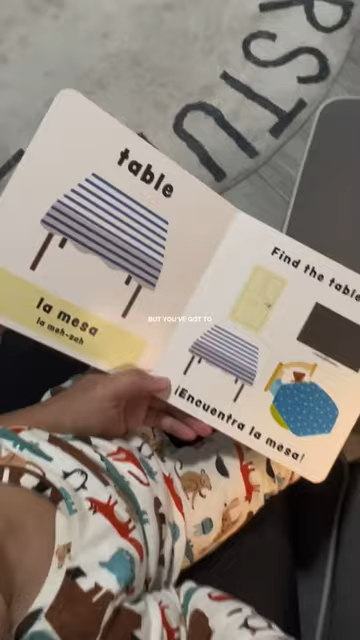 RSTU
table
la mesa
la meh-sah
Find the table
¡Encuentra la mesa!
BUT YOU'VE GOT TO